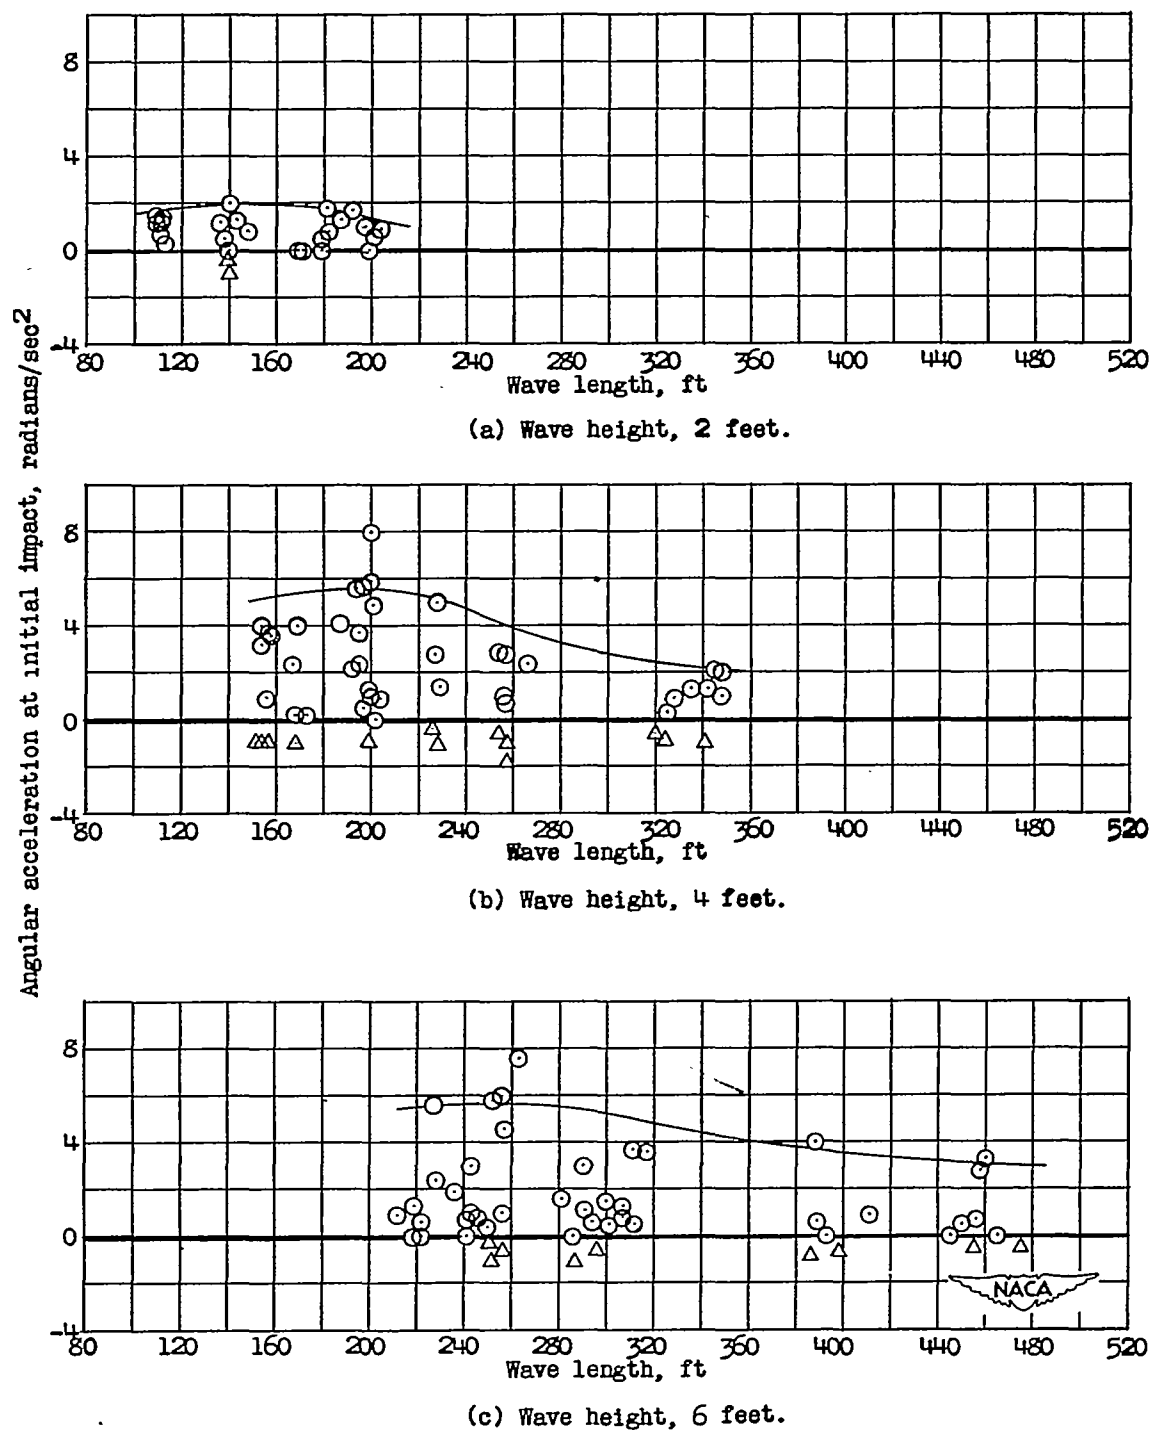 Angular acceleration at initial impact, radians/sec2
8
4
0
-4
80 120 160 200 240 280 320 360 400 440 480 520
Wave length, ft
(a) Wave height, 2 feet.
8
4
0
-4
80 120 160 200 240 280 320 360 400 440 480 520
Wave length, ft
(b) Wave height, 4 feet.
8
4
0
-4
NACA
80 120 160 200 240 280 320 360 400 440 480 520
Wave length, ft
(c) Wave height, 6 feet.